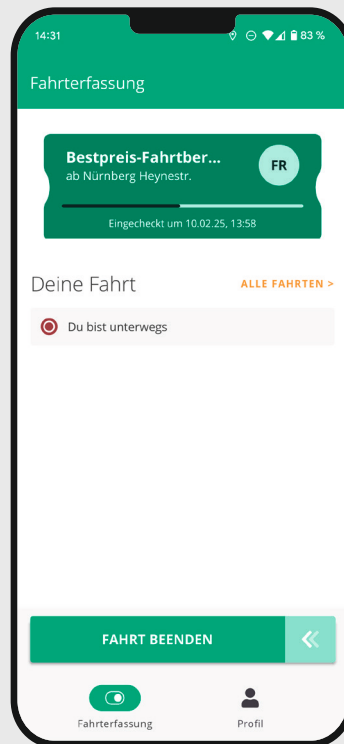 14:31
83 %
Fahrterfassung
Bestpreis-Fahrtber...
ab Nürnberg Heynestr.
FR
Eingecheckt um 10.02.25, 13:58
Deine Fahrt
ALLE FAHRTEN >
Du bist unterwegs
FAHRT BEENDEN
Fahrterfassung
Profil